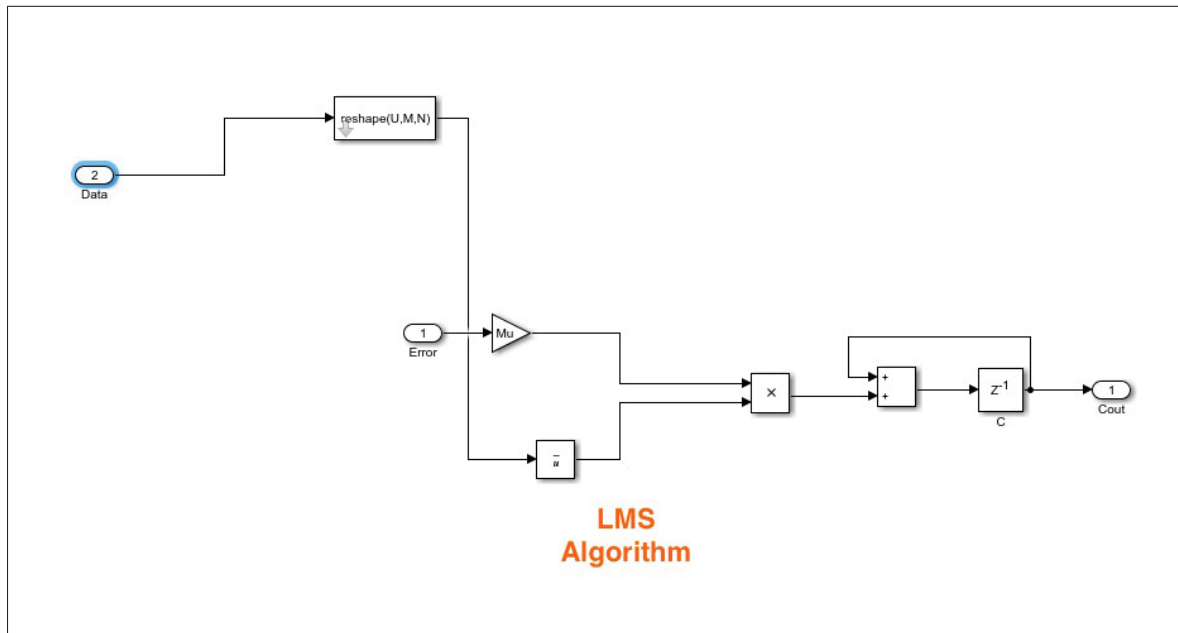 reshape(U,M,N)
2
Data
1
Error
Mu
×
+
+
Z⁻¹
C
1
Cout
u̅
LMS
Algorithm